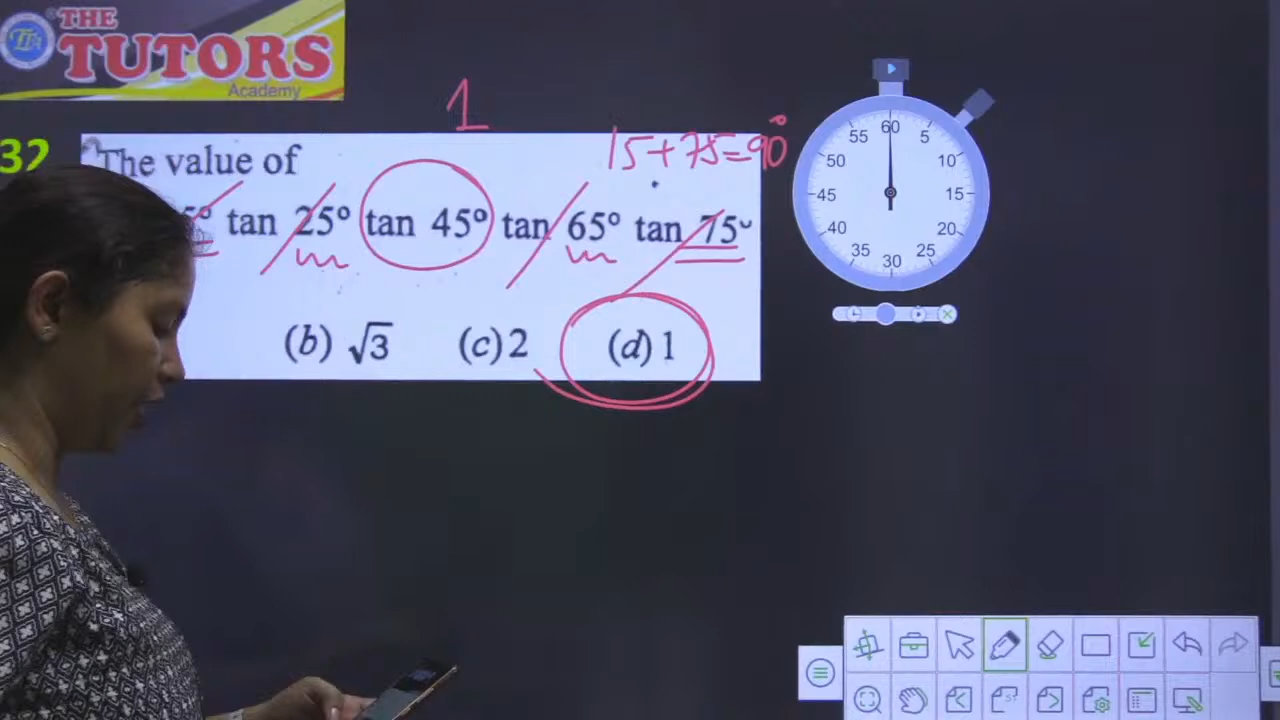 THE
TUTORS
Academy
1
32
The value of
15+75=90°
5° tan 25° tan 45° tan 65° tan 75°
(b) √3 (c) 2 (d) 1
60
55 5
50 10
45 15
40 20
35 25
30